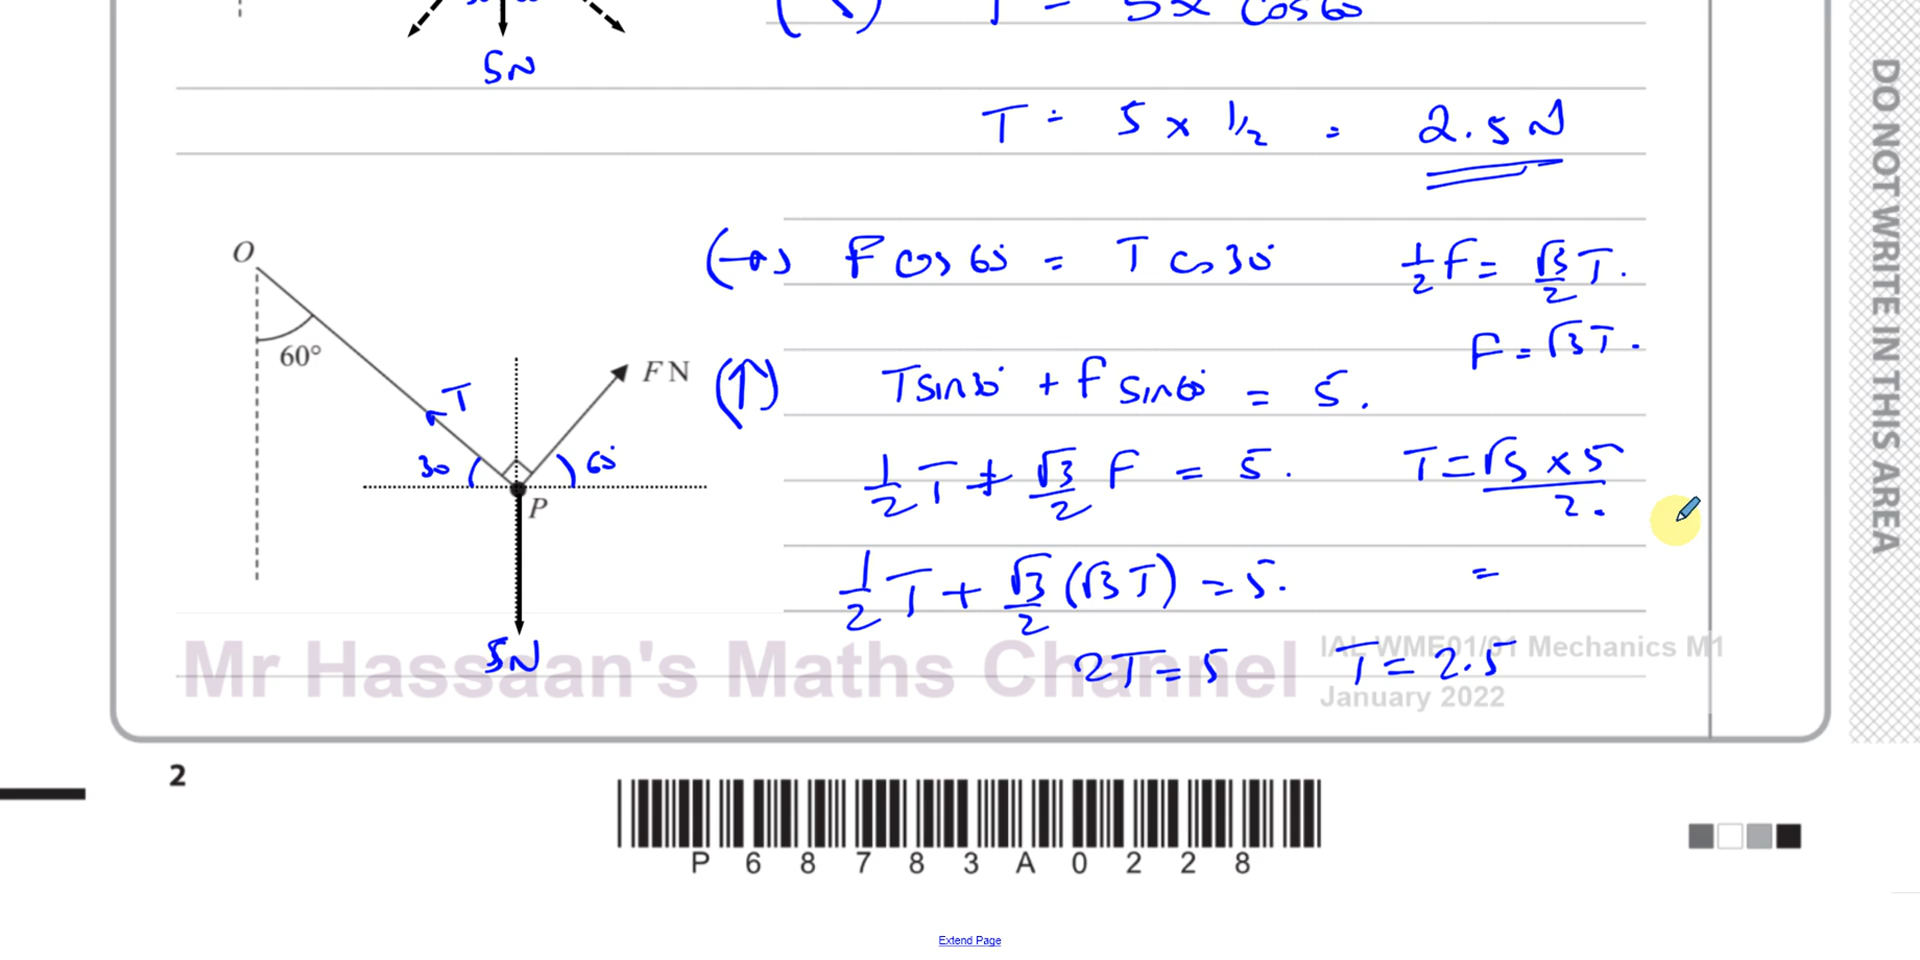 5N
T = 5 × cos 60
T = 5 × 1/2 = 2.5 N
(→) F cos 60° = T cos 30° 1/2 F = √3/2 T.
F = √3 T.
O
60°
T
F N
30
60°
P
5N
(↑) T sin 30° + F sin 60° = 5.
1/2 T + √3/2 F = 5. T = √3 × 5 / 2.
1/2 T + √3/2 (√3 T) = 5. =
2T = 5 T = 2.5
Mr Hassaan's Maths Channel
IAL WME01/01 Mechanics M1
January 2022
DO NOT WRITE IN THIS AREA
2
P 6 8 7 8 3 A 0 2 2 8
Extend Page